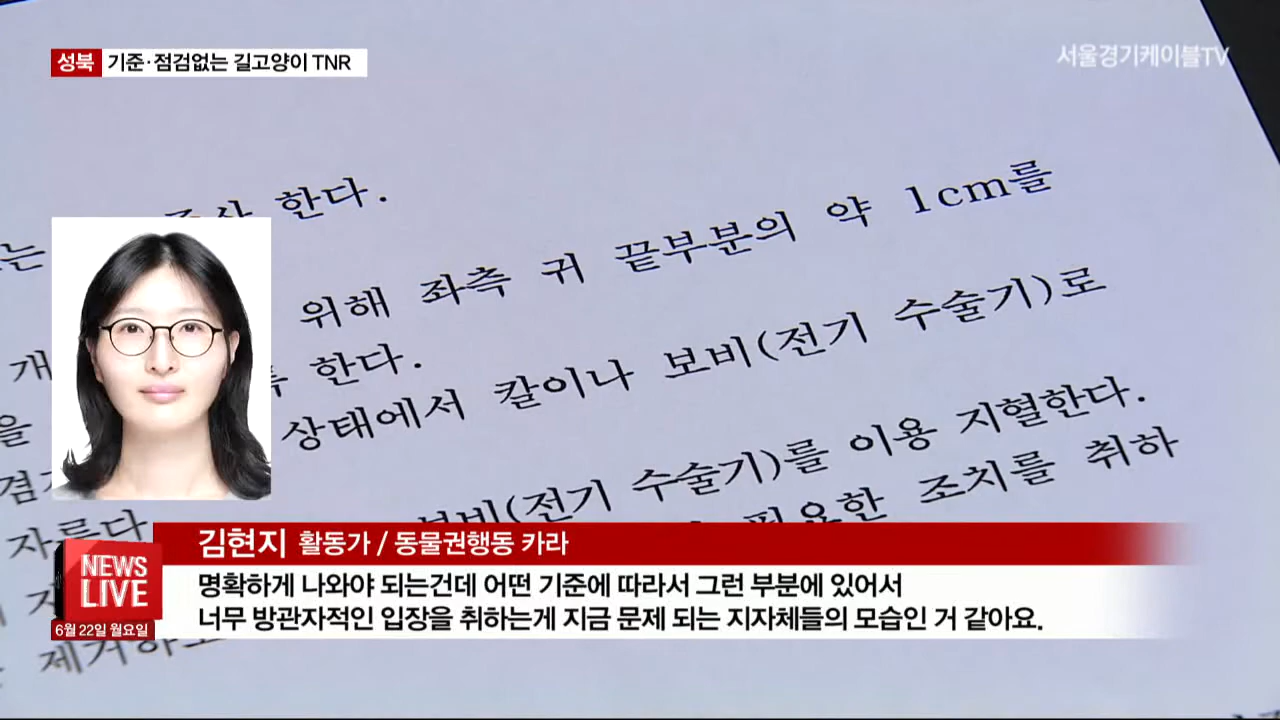 성북 기준·점검없는 길고양이 TNR
서울경기케이블TV
한다.
는
위해 좌측 귀 끝부분의 약 1cm를
개 한다.
을 상태에서 칼이나 보비(전기 수술기)로
겸 (전기 수술기)를 이용 지혈한다.
자른다 필요한 조치를 취하
김현지 활동가 / 동물권행동 카라
NEWS
LIVE
명확하게 나와야 되는건데 어떤 기준에 따라서 그런 부분에 있어서
너무 방관자적인 입장을 취하는게 지금 문제 되는 지자체들의 모습인 거 같아요.
6월 22일 월요일